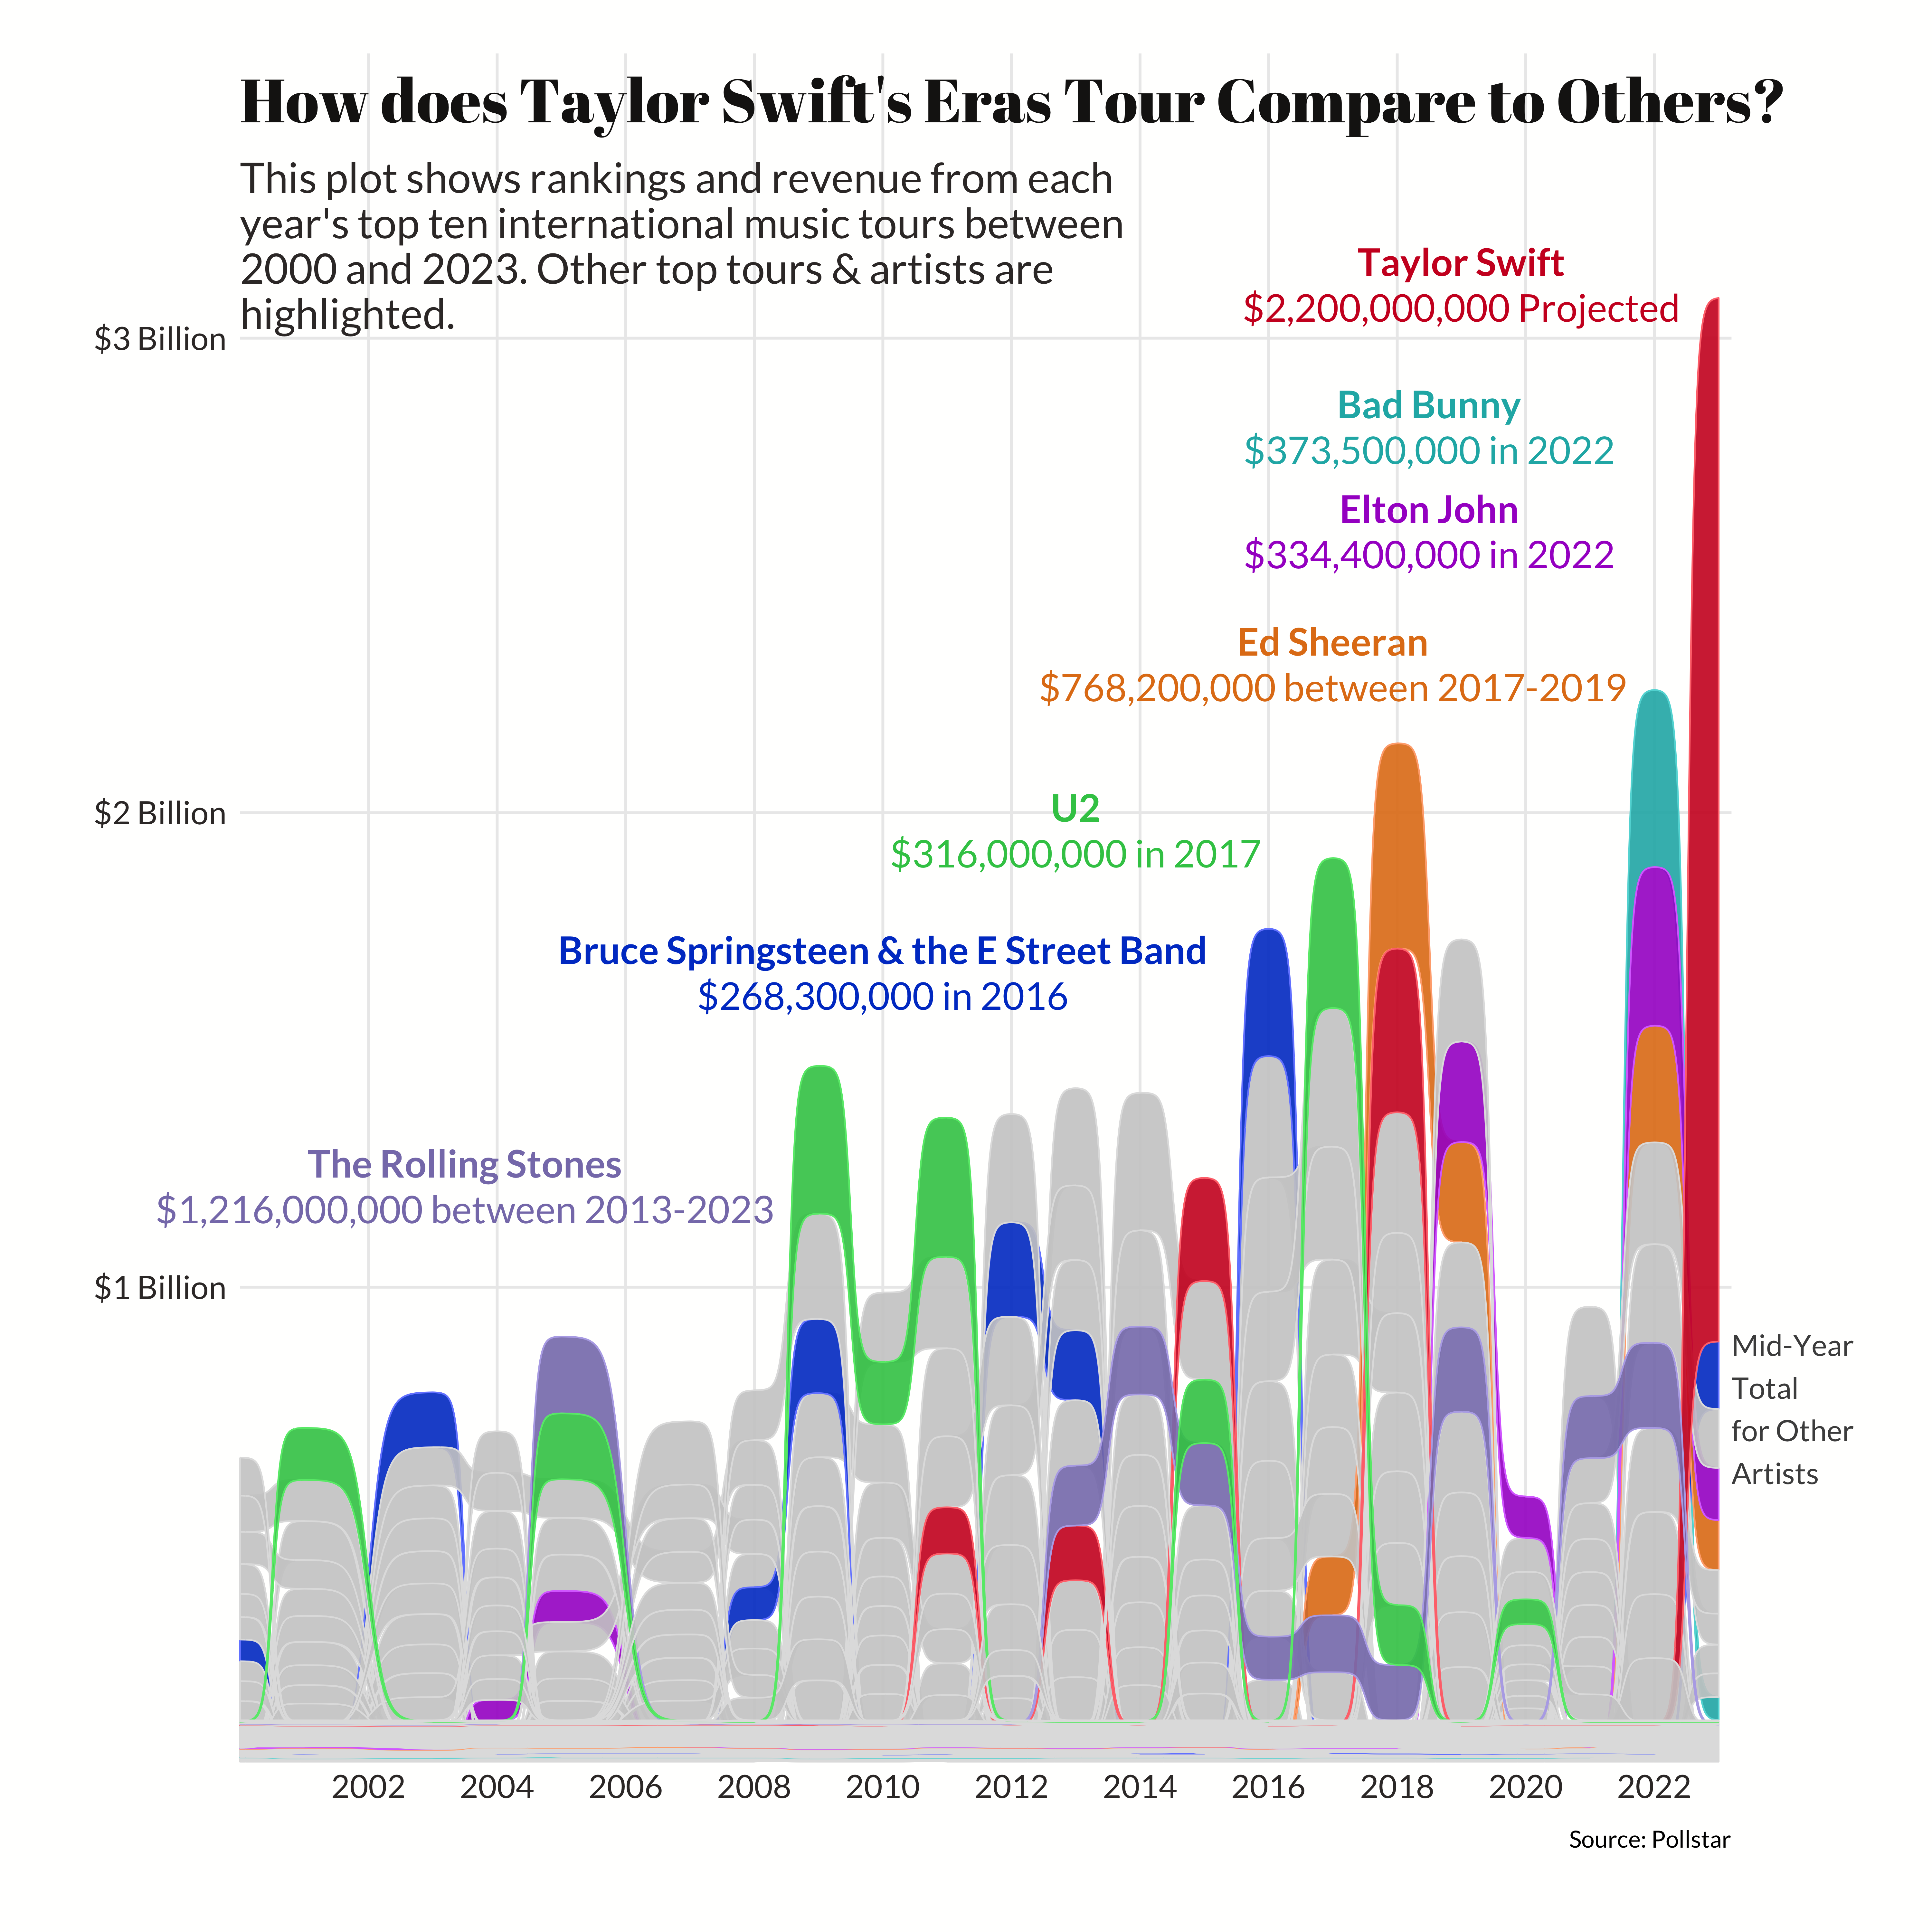 How does Taylor Swift's Eras Tour Compare to Others?
This plot shows rankings and revenue from each
year's top ten international music tours between
2000 and 2023. Other top tours & artists are
highlighted.
Taylor Swift
$2,200,000,000 Projected
$3 Billion
Bad Bunny
$373,500,000 in 2022
Elton John
$334,400,000 in 2022
Ed Sheeran
$768,200,000 between 2017-2019
U2
$316,000,000 in 2017
$2 Billion
Bruce Springsteen & the E Street Band
$268,300,000 in 2016
The Rolling Stones
$1,216,000,000 between 2013-2023
$1 Billion
Mid-Year
Total
for Other
Artists
2002 2004 2006 2008 2010 2012 2014 2016 2018 2020 2022
Source: Pollstar